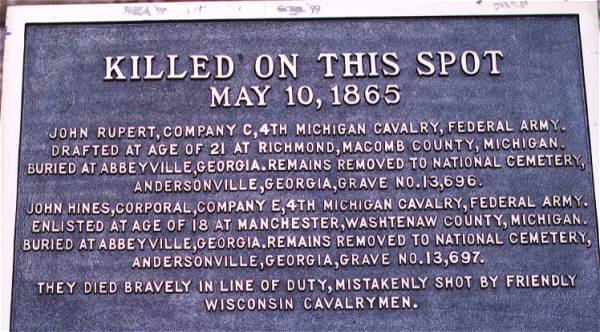 KILLED ON THIS SPOT
MAY 10, 1865
JOHN RUPERT, COMPANY C, 4TH MICHIGAN CAVALRY, FEDERAL ARMY.
DRAFTED AT AGE OF 21 AT RICHMOND, MACOMB COUNTY, MICHIGAN.
BURIED AT ABBEYVILLE, GEORGIA. REMAINS REMOVED TO NATIONAL CEMETERY,
ANDERSONVILLE, GEORGIA, GRAVE NO. 13,696.
JOHN HINES, CORPORAL, COMPANY E, 4TH MICHIGAN CAVALRY, FEDERAL ARMY.
ENLISTED AT AGE OF 18 AT MANCHESTER, WASHTENAW COUNTY, MICHIGAN.
BURIED AT ABBEYVILLE, GEORGIA. REMAINS REMOVED TO NATIONAL CEMETERY,
ANDERSONVILLE, GEORGIA, GRAVE NO. 13,697.
THEY DIED BRAVELY IN LINE OF DUTY, MISTAKENLY SHOT BY FRIENDLY
WISCONSIN CAVALRYMEN.